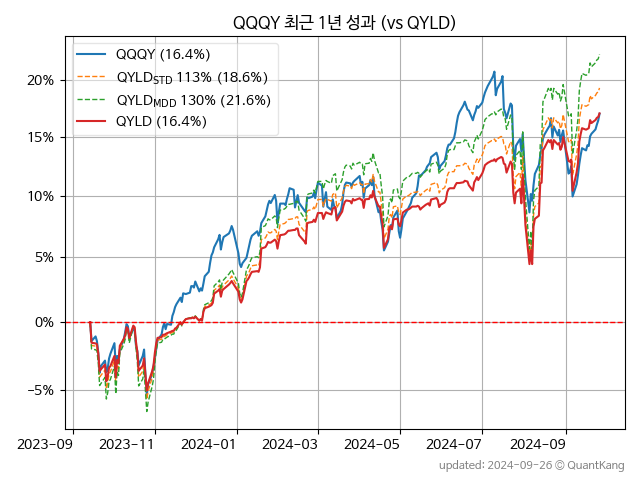 QQQY 최근 1년 성과 (vs QYLD)
QQQY (16.4%)
QYLD_STD 113% (18.6%)
QYLD_MDD 130% (21.6%)
QYLD (16.4%)
20%
15%
10%
5%
0%
−5%
2023-09 2023-11 2024-01 2024-03 2024-05 2024-07 2024-09
updated: 2024-09-26 ⓒ QuantKang